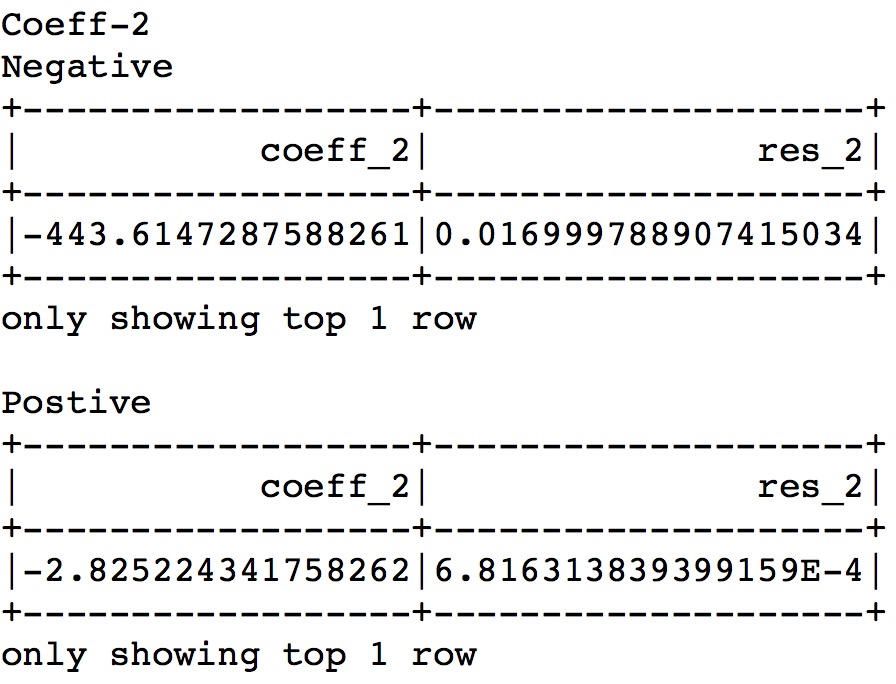 Coeff-2
Negative
+------------------+--------------------+
|           coeff_2|               res_2|
+------------------+--------------------+
|-443.6147287588261|0.016999788907415034|
+------------------+--------------------+
only showing top 1 row

Postive
+------------------+--------------------+
|           coeff_2|               res_2|
+------------------+--------------------+
|-2.825224341758262|6.816313839399159E-4|
+------------------+--------------------+
only showing top 1 row